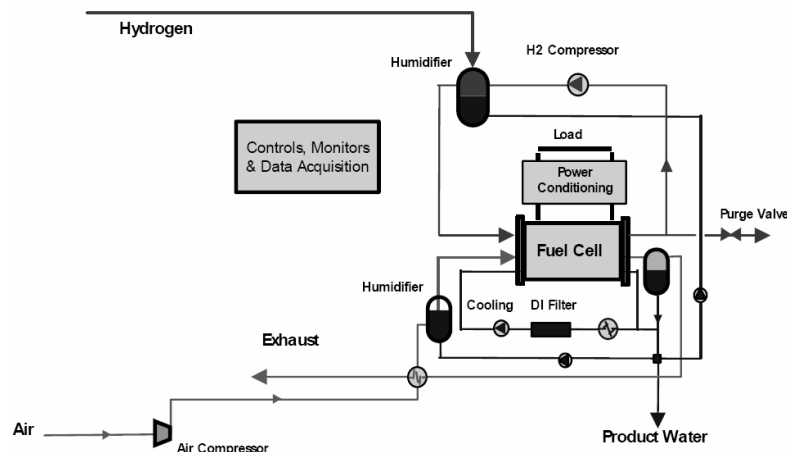 Hydrogen
Humidifier
H2 Compressor
Controls, Monitors
& Data Acquisition
Load
Power
Conditioning
Purge Valve
Fuel Cell
Humidifier
Cooling
DI Filter
Exhaust
Air
Air Compressor
Product Water